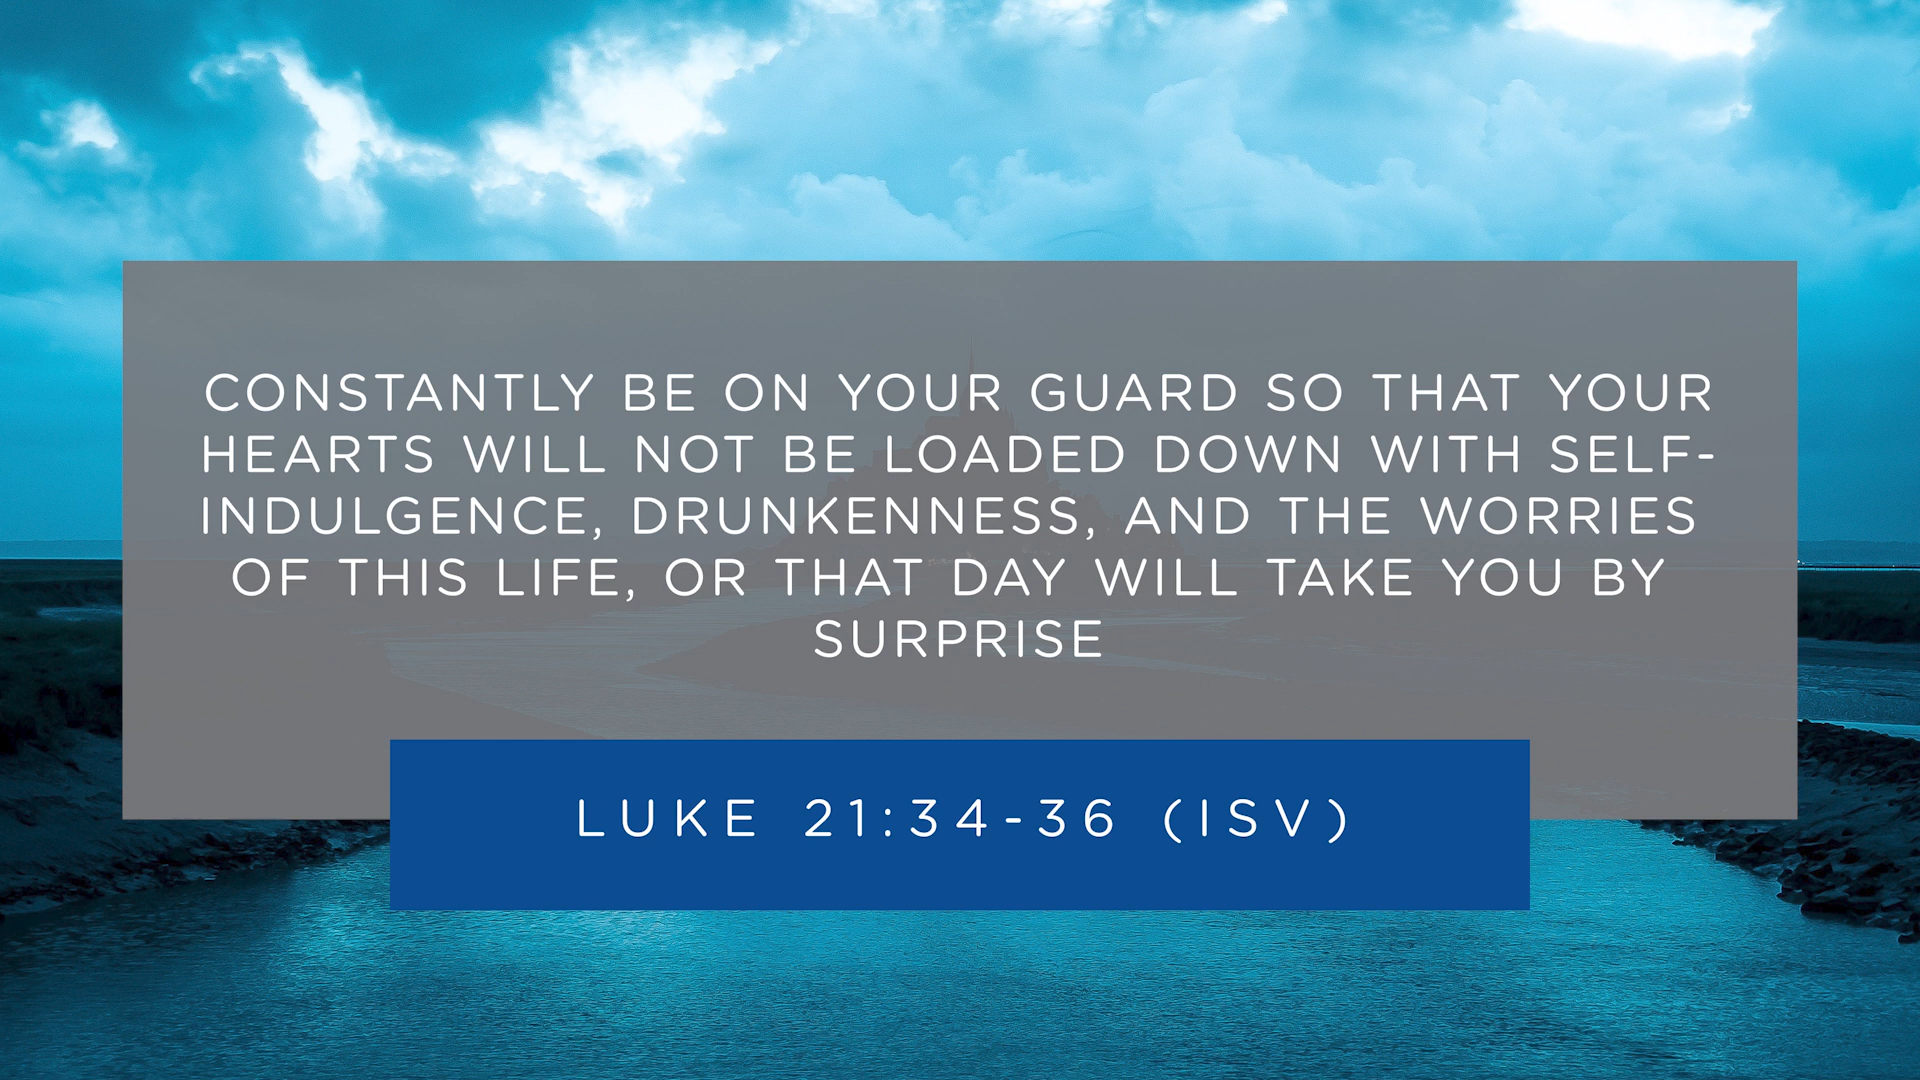 CONSTANTLY BE ON YOUR GUARD SO THAT YOUR
HEARTS WILL NOT BE LOADED DOWN WITH SELF-
INDULGENCE, DRUNKENNESS, AND THE WORRIES
OF THIS LIFE, OR THAT DAY WILL TAKE YOU BY
SURPRISE
LUKE 21:34-36 (ISV)